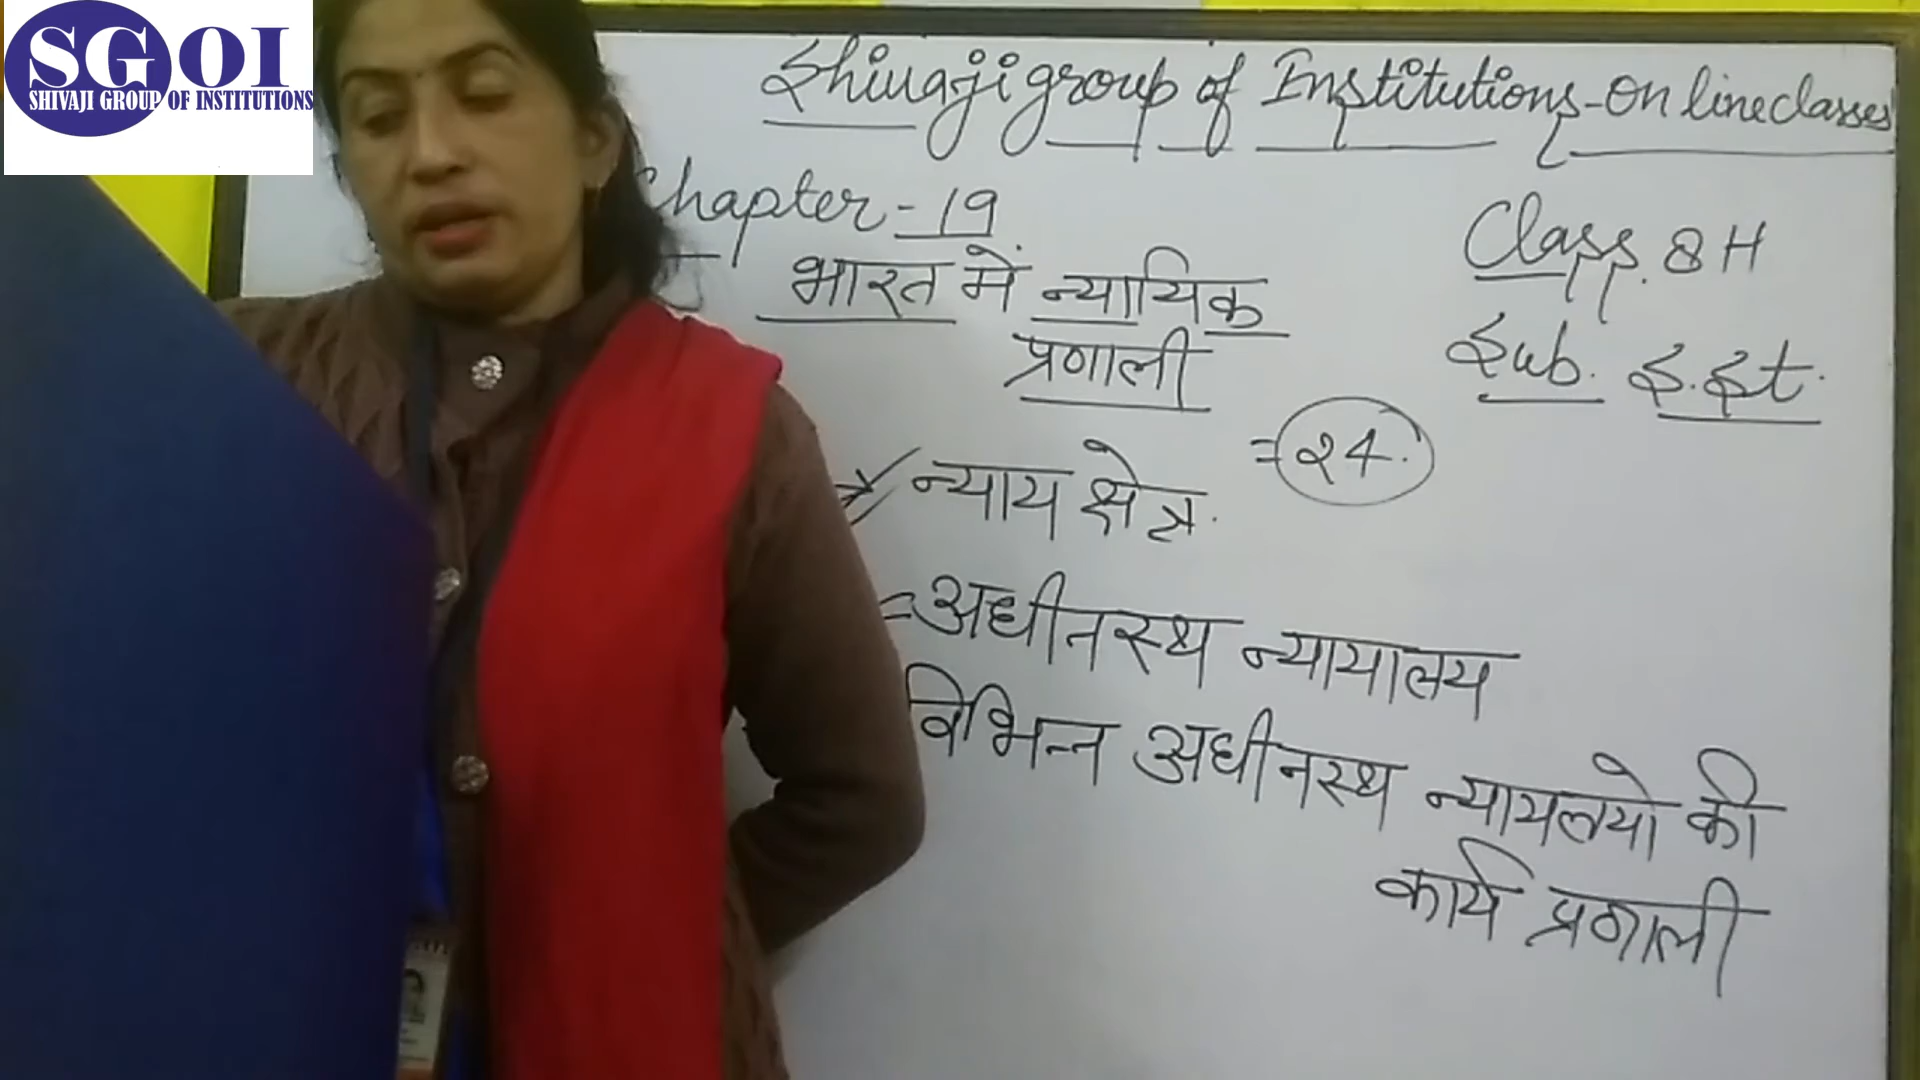 SGOI
SHIVAJI GROUP OF INSTITUTIONS
Shivaji group of Institutions-On line classes
Chapter-19
Class. 8 H
भारत में न्यायिक
प्रणाली
Sub. S.St.
न्याय क्षेत्र = 24.
= अधीनस्थ न्यायालय
विभिन्न अधीनस्थ न्यायलयो की
कार्य प्रणाली